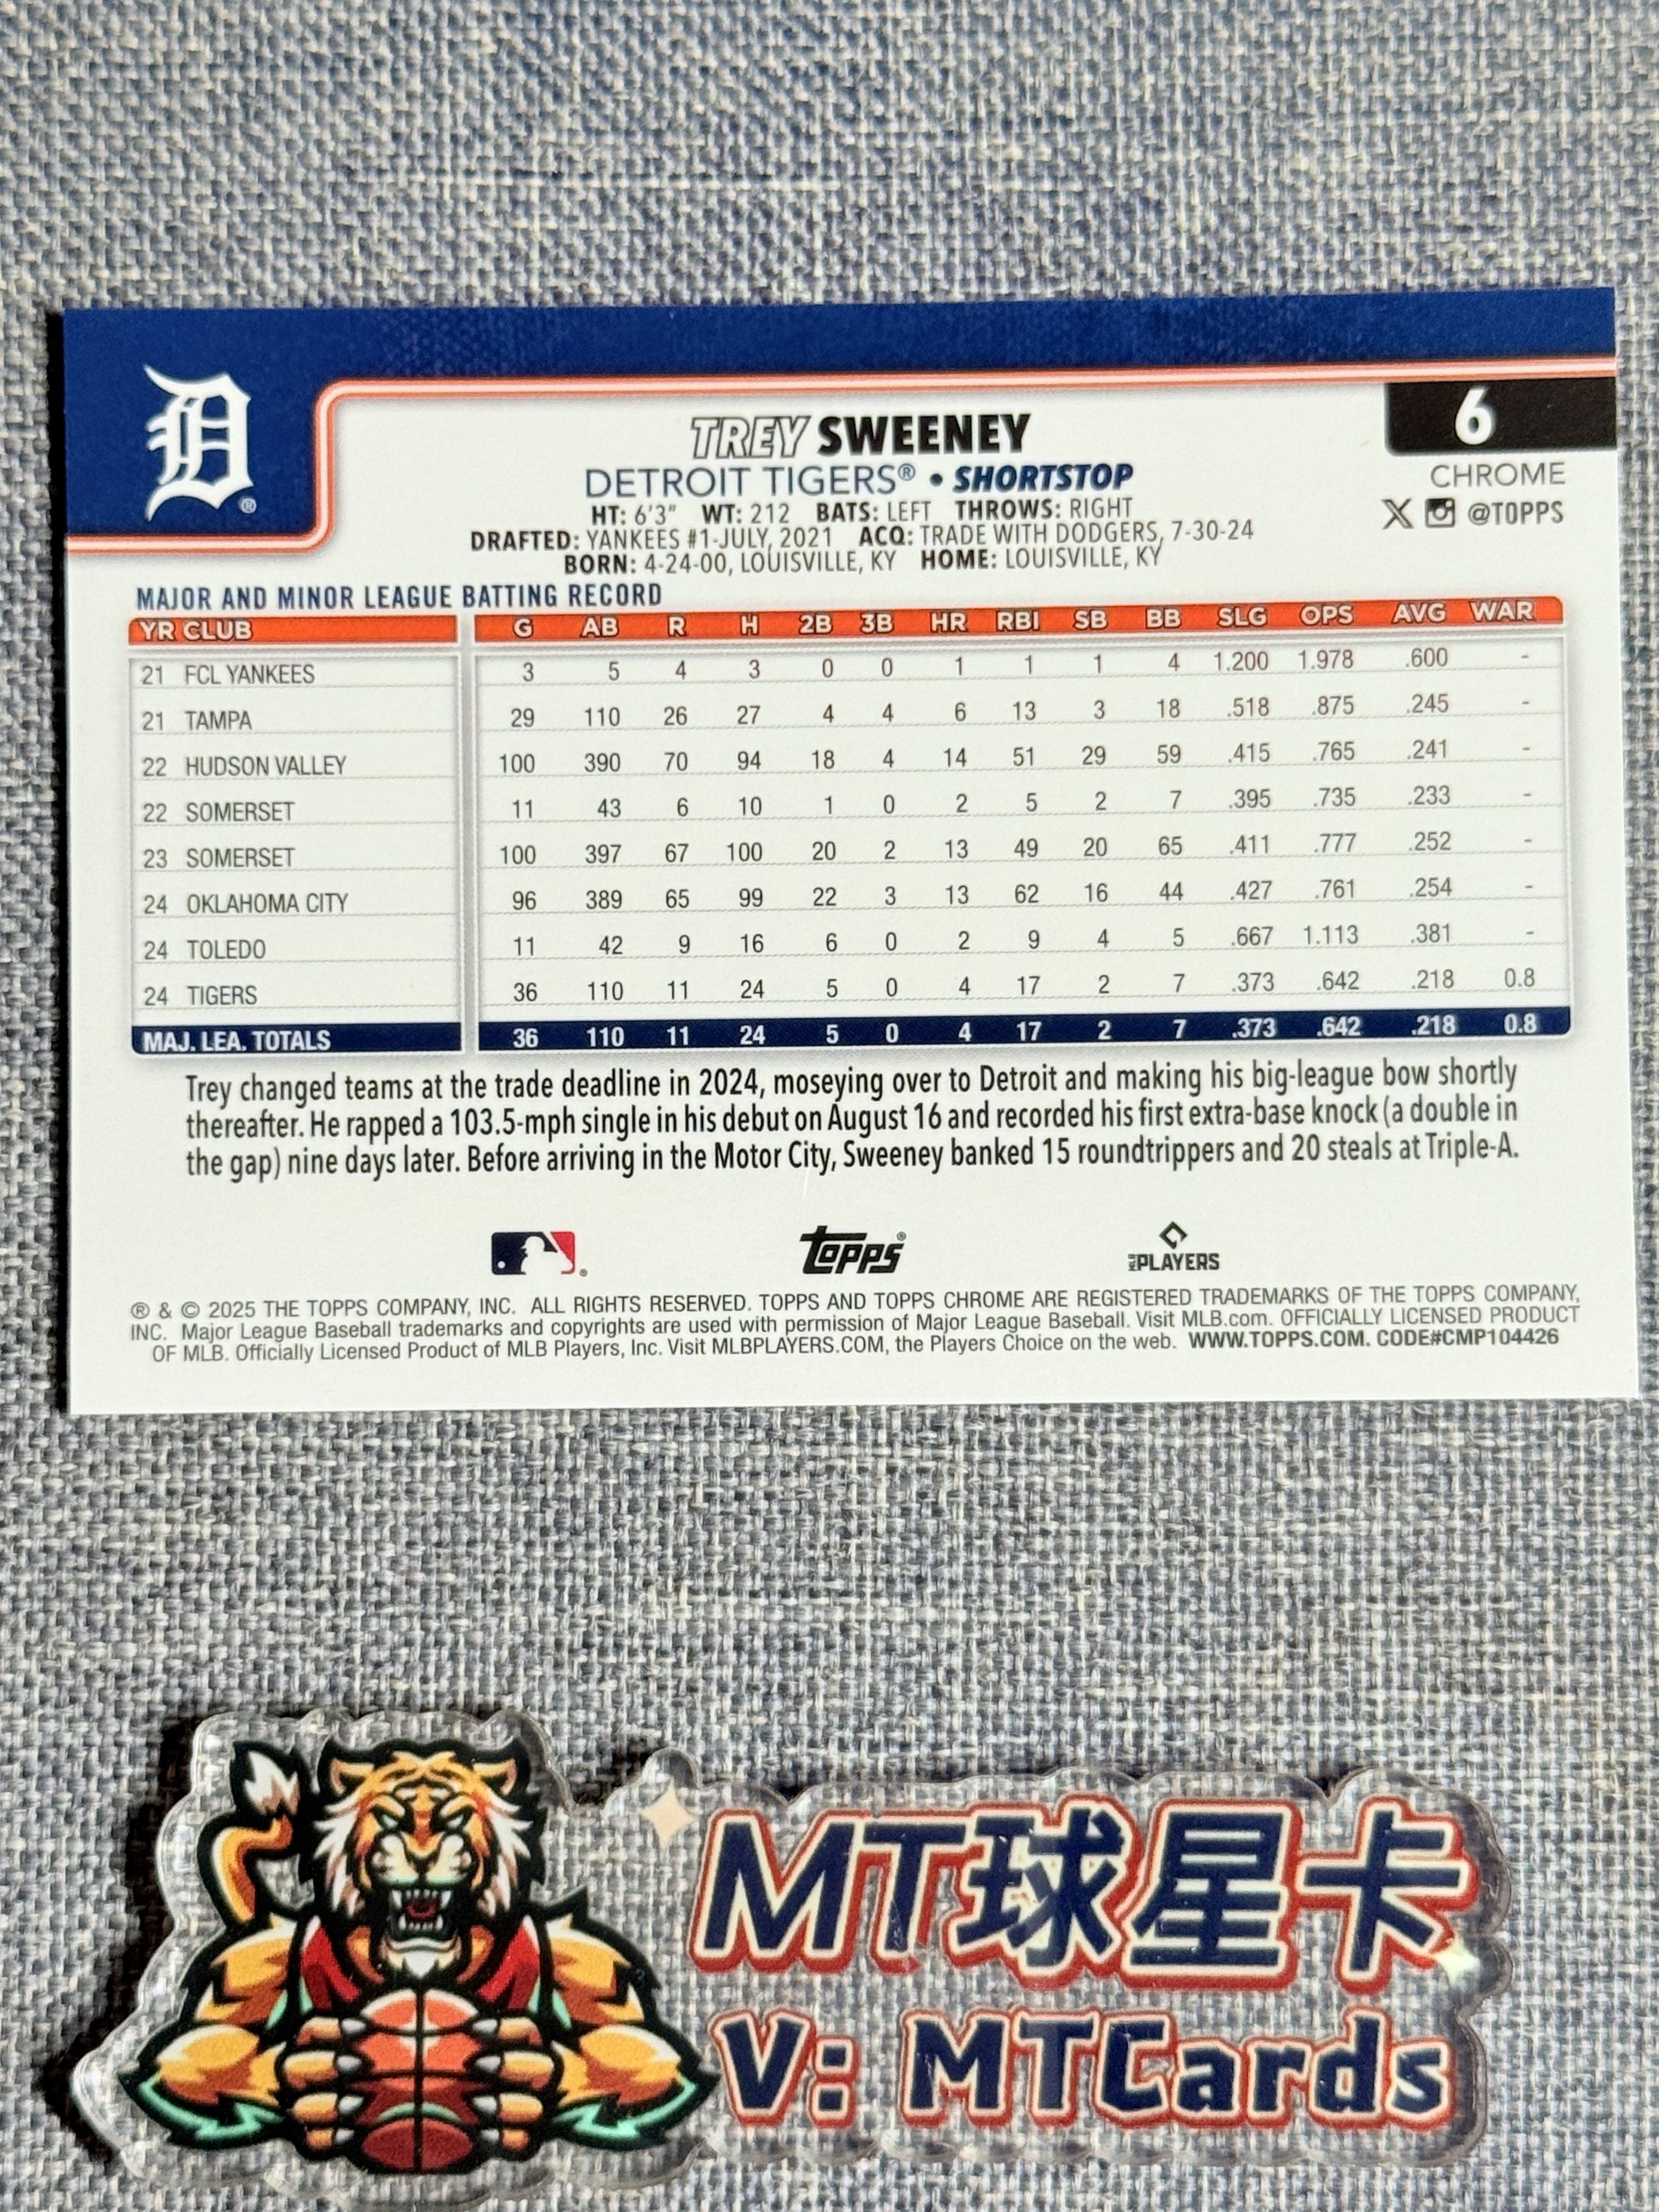 D®
6
CHROME
X @TOPPS
TREY SWEENEY
DETROIT TIGERS® • SHORTSTOP
HT: 6'3" WT: 212 BATS: LEFT THROWS: RIGHT
DRAFTED: YANKEES #1-JULY, 2021 ACQ: TRADE WITH DODGERS, 7-30-24
BORN: 4-24-00, LOUISVILLE, KY HOME: LOUISVILLE, KY
MAJOR AND MINOR LEAGUE BATTING RECORD
YR CLUB G AB R H 2B 3B HR RBI SB BB SLG OPS AVG WAR
21 FCL YANKEES 3 5 4 3 0 0 1 1 1 4 1.200 1.978 .600 -
21 TAMPA 29 110 26 27 4 4 6 13 3 18 .518 .875 .245 -
22 HUDSON VALLEY 100 390 70 94 18 4 14 51 29 59 .415 .765 .241 -
22 SOMERSET 11 43 6 10 1 0 2 5 2 7 .395 .735 .233 -
23 SOMERSET 100 397 67 100 20 2 13 49 20 65 .411 .777 .252 -
24 OKLAHOMA CITY 96 389 65 99 22 3 13 62 16 44 .427 .761 .254 -
24 TOLEDO 11 42 9 16 6 0 2 9 4 5 .667 1.113 .381 -
24 TIGERS 36 110 11 24 5 0 4 17 2 7 .373 .642 .218 0.8
MAJ. LEA. TOTALS 36 110 11 24 5 0 4 17 2 7 .373 .642 .218 0.8
Trey changed teams at the trade deadline in 2024, moseying over to Detroit and making his big-league bow shortly
thereafter. He rapped a 103.5-mph single in his debut on August 16 and recorded his first extra-base knock (a double in
the gap) nine days later. Before arriving in the Motor City, Sweeney banked 15 roundtrippers and 20 steals at Triple-A.
® Topps® MLB PLAYERS
® & © 2025 THE TOPPS COMPANY, INC. ALL RIGHTS RESERVED. TOPPS AND TOPPS CHROME ARE REGISTERED TRADEMARKS OF THE TOPPS COMPANY,
INC. Major League Baseball trademarks and copyrights are used with permission of Major League Baseball. Visit MLB.com. OFFICIALLY LICENSED PRODUCT
OF MLB. Officially Licensed Product of MLB Players, Inc. Visit MLBPLAYERS.COM, the Players Choice on the web. WWW.TOPPS.COM. CODE#CMP104426
MT球星卡
V: MTCards